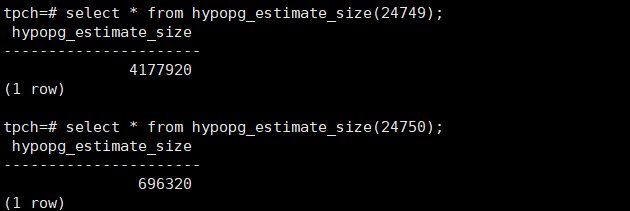 tpch=# select * from hypopg_estimate_size(24749);
 hypopg_estimate_size
----------------------
              4177920
(1 row)

tpch=# select * from hypopg_estimate_size(24750);
 hypopg_estimate_size
----------------------
               696320
(1 row)